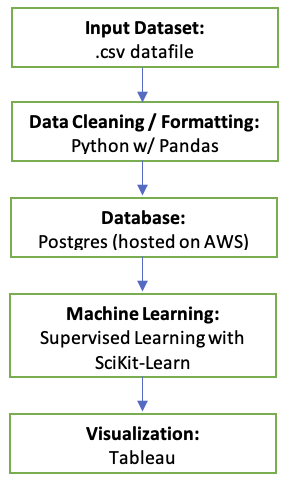 Input Dataset:
.csv datafile
Data Cleaning / Formatting:
Python w/ Pandas
Database:
Postgres (hosted on AWS)
Machine Learning:
Supervised Learning with
SciKit-Learn
Visualization:
Tableau